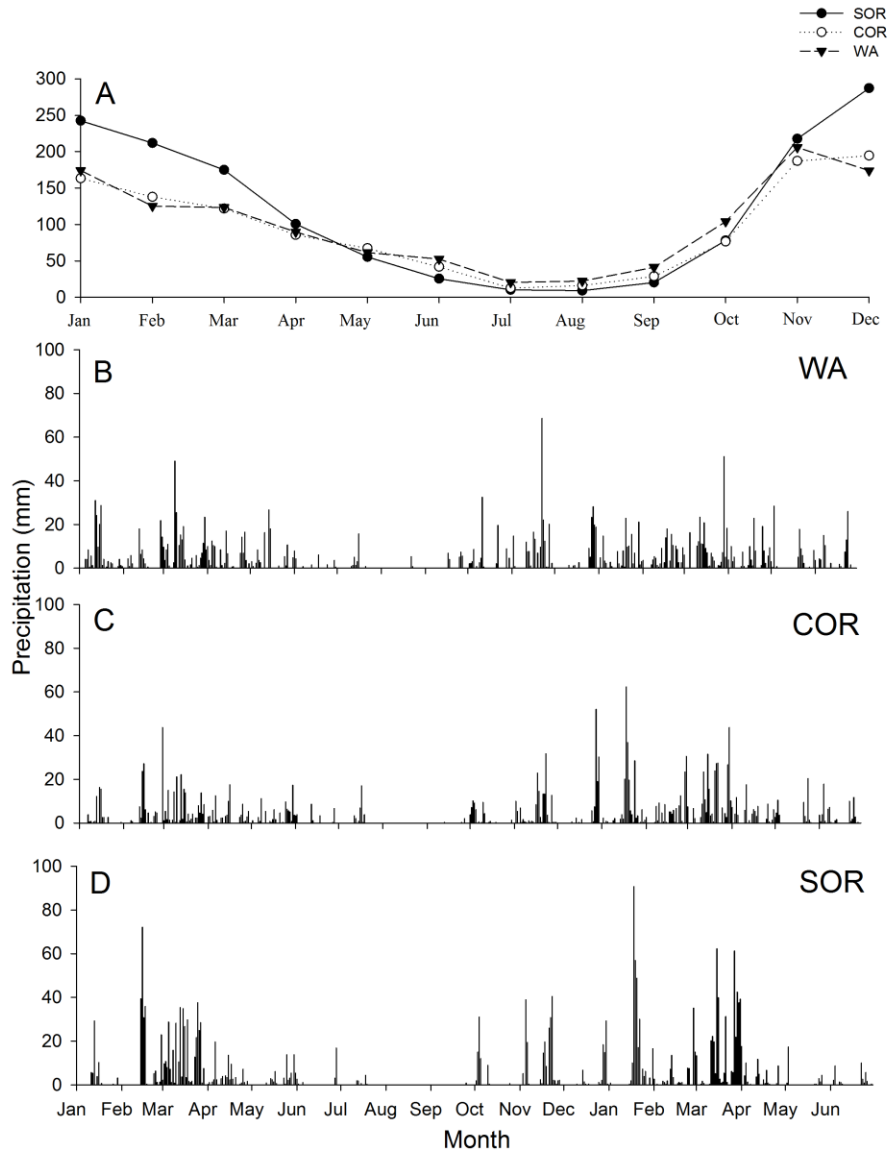 SOR
COR
WA
A
300
250
200
150
100
50
0
Jan Feb Mar Apr May Jun Jul Aug Sep Oct Nov Dec
B WA
100
80
60
40
20
0
Precipitation (mm)
C COR
100
80
60
40
20
0
D SOR
100
80
60
40
20
0
Jan Feb Mar Apr May Jun Jul Aug Sep Oct Nov Dec Jan Feb Mar Apr May Jun
Month